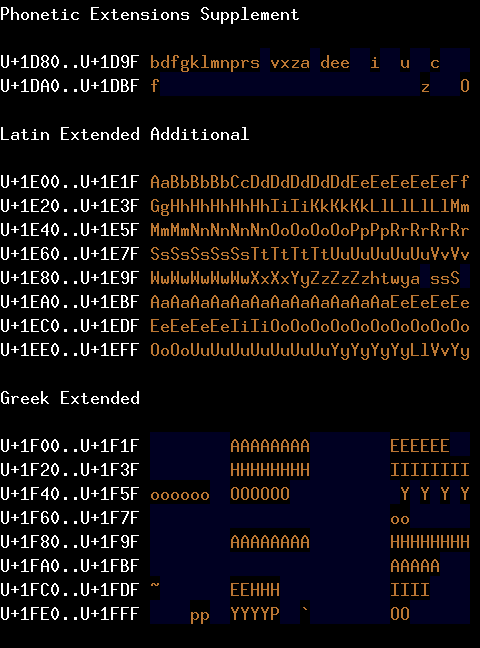 Phonetic Extensions Supplement
U+1D80..U+1D9F bdfgklmnprs vxza dee  i  u  c
U+1DA0..U+1DBF f                          z   O
Latin Extended Additional
U+1E00..U+1E1F AaBbBbBbCcDdDdDdDdDdEeEeEeEeEeFf
U+1E20..U+1E3F GgHhHhHhHhHhIiIiKkKkKkLlLlLlLlMm
U+1E40..U+1E5F MmMmNnNnNnNnOoOoOoOoPpPpRrRrRrRr
U+1E60..U+1E7F SsSsSsSsSsTtTtTtTtUuUuUuUuUuVvVv
U+1E80..U+1E9F WwWwWwWwWwXxXxYyZzZzZzhtwya ssS
U+1EA0..U+1EBF AaAaAaAaAaAaAaAaAaAaAaAaEeEeEeEe
U+1EC0..U+1EDF EeEeEeEeIiIiOoOoOoOoOoOoOoOoOoOo
U+1EE0..U+1EFF OoOoUuUuUuUuUuUuUuYyYyYyYyLlVvYy
Greek Extended
U+1F00..U+1F1F         AAAAAAAA        EEEEEE
U+1F20..U+1F3F         HHHHHHHH        IIIIIIII
U+1F40..U+1F5F oooooo  OOOOOO           Y Y Y Y
U+1F60..U+1F7F                         oo
U+1F80..U+1F9F         AAAAAAAA        HHHHHHHH
U+1FA0..U+1FBF                         AAAAA
U+1FC0..U+1FDF ~       EEHHH           IIII
U+1FE0..U+1FFF     pp  YYYYP  `        OO